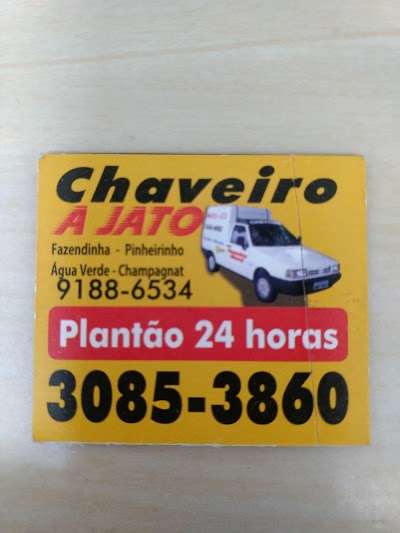 Chaveiro
A JATO
Fazendinha - Pinheirinho
Água Verde - Champagnat
9188-6534
Plantão 24 horas
3085-3860